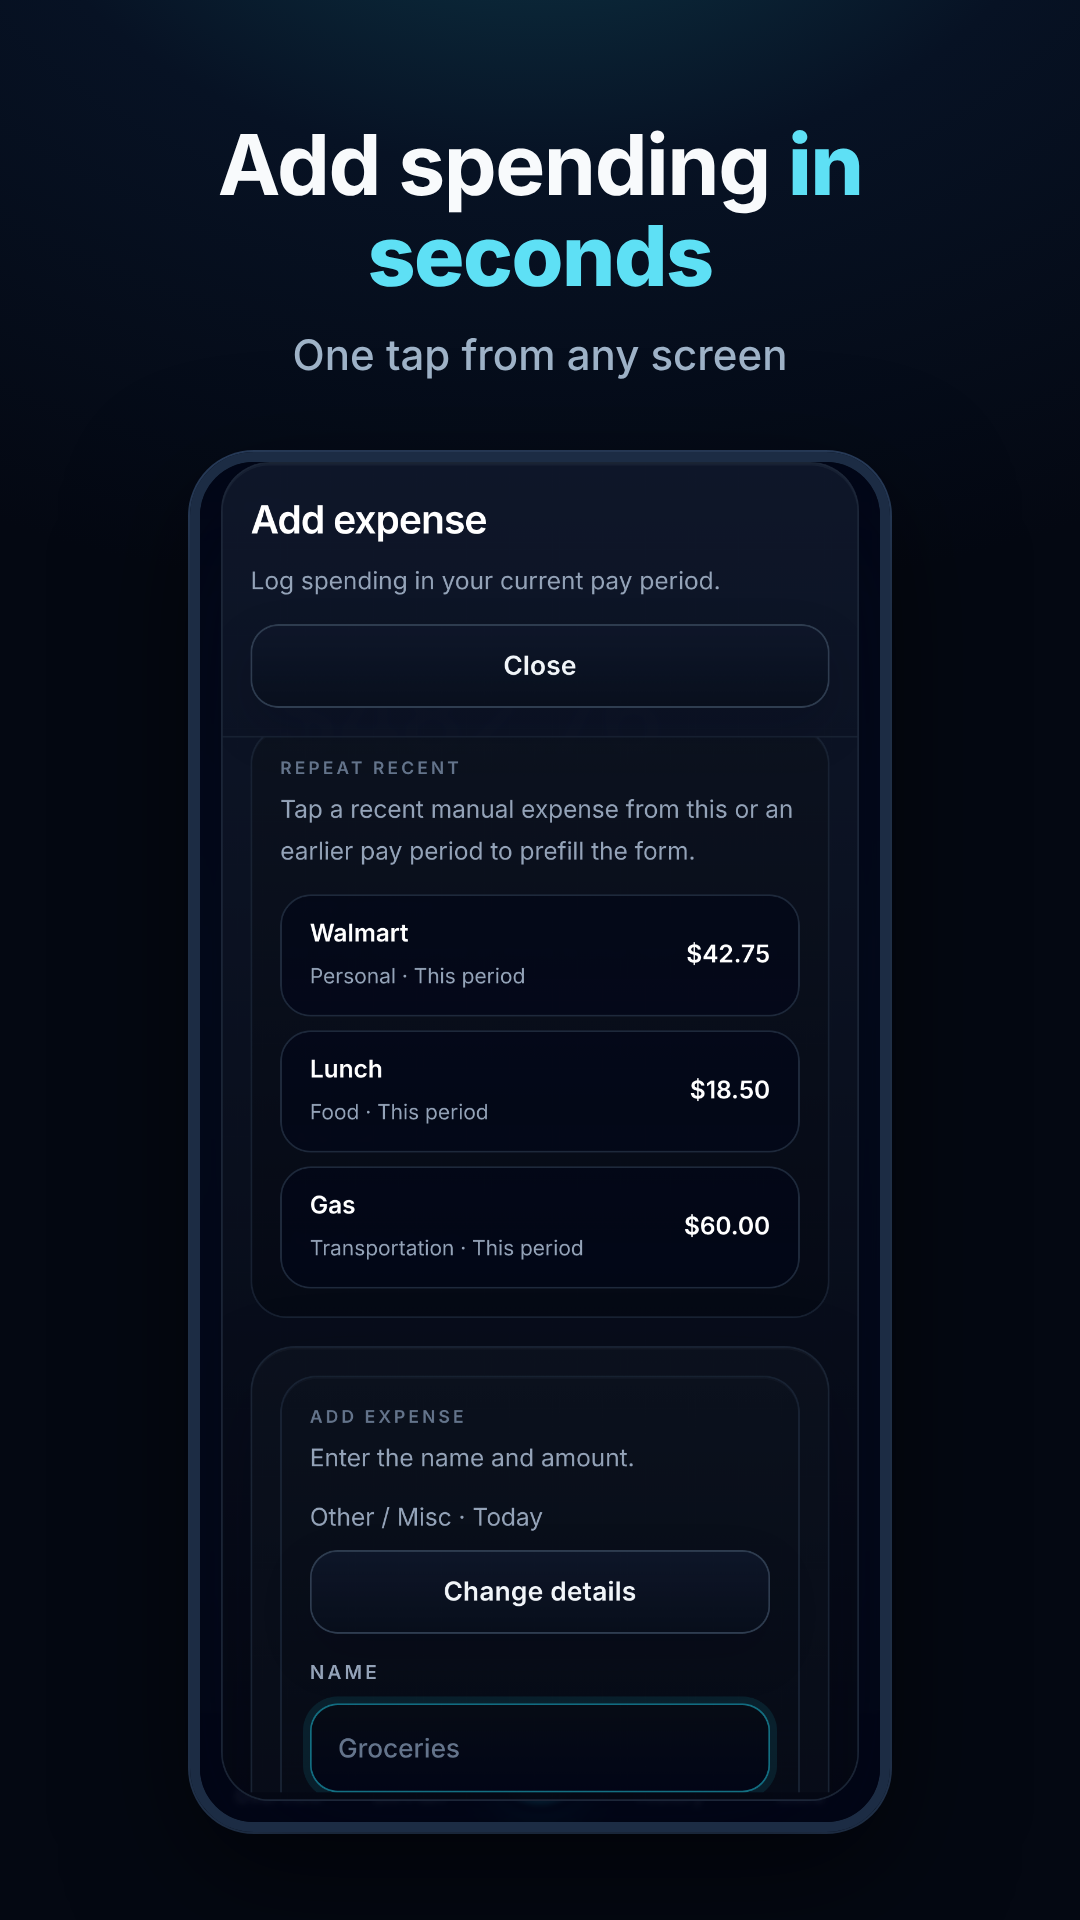 Add spending in
seconds
One tap from any screen
Add expense
Log spending in your current pay period.
Close
REPEAT RECENT
Tap a recent manual expense from this or an
earlier pay period to prefill the form.
Walmart
$42.75
Personal · This period
Lunch
$18.50
Food · This period
Gas
$60.00
Transportation · This period
ADD EXPENSE
Enter the name and amount.
Other / Misc · Today
Change details
NAME
Groceries